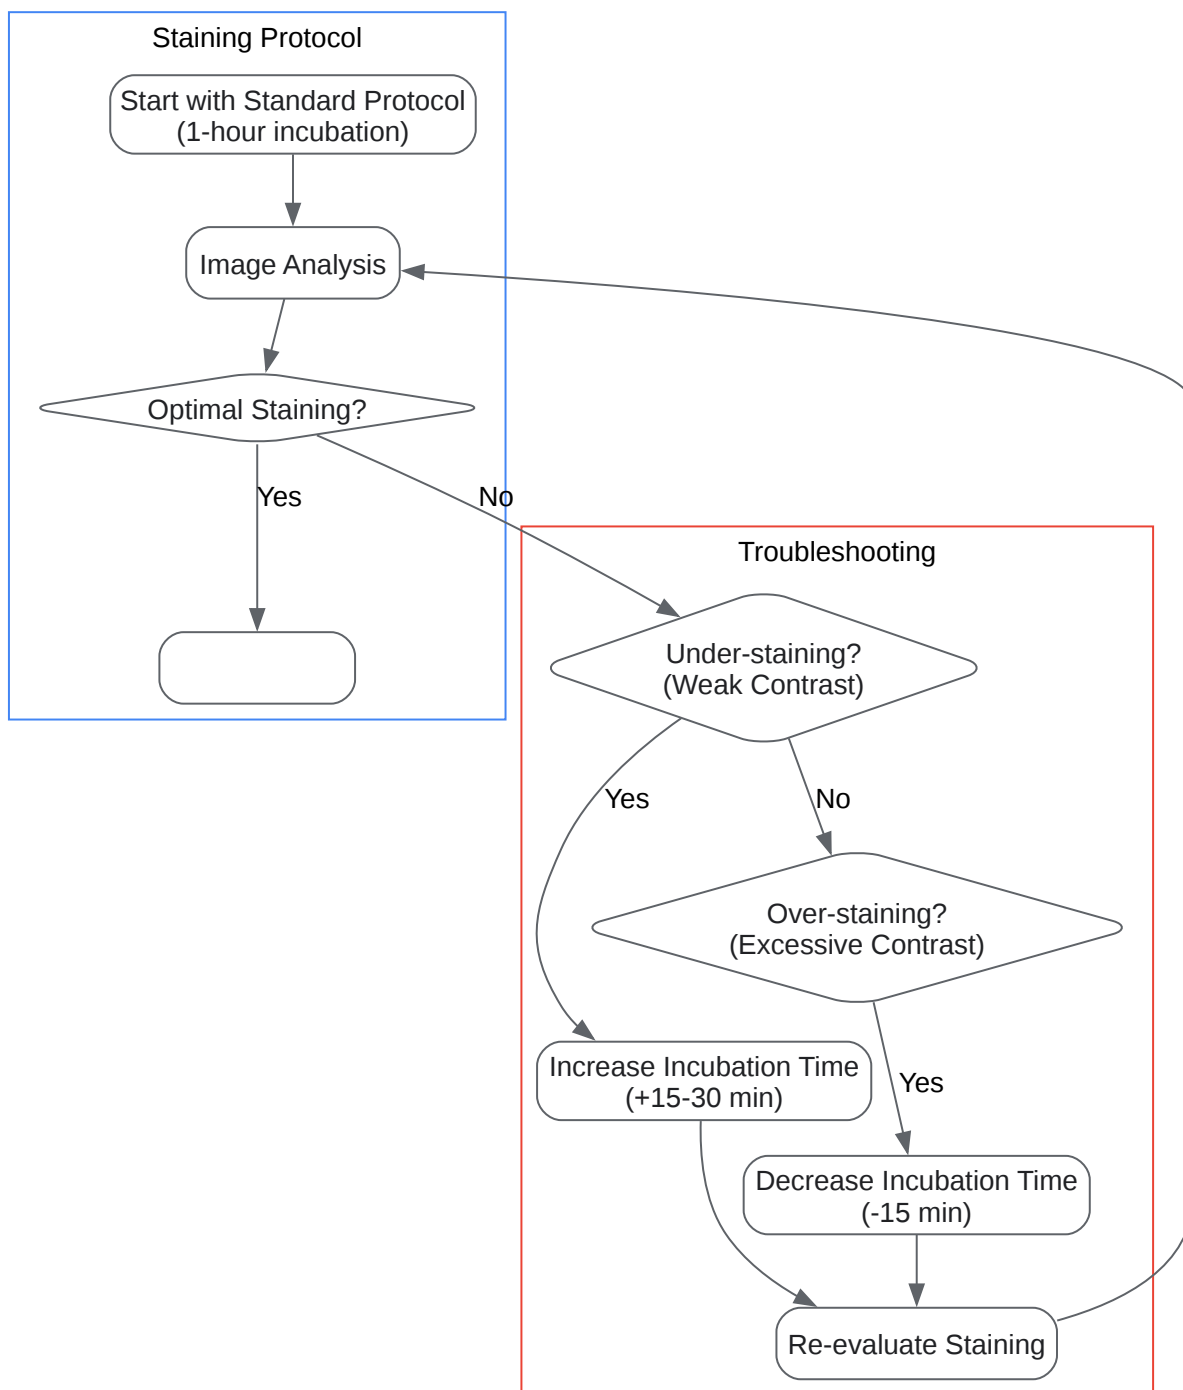 Staining Protocol
Start with Standard Protocol
(1-hour incubation)
Image Analysis
Optimal Staining?
Yes
No
Troubleshooting
Under-staining?
(Weak Contrast)
Yes
No
Over-staining?
(Excessive Contrast)
Increase Incubation Time
(+15-30 min)
Yes
Decrease Incubation Time
(-15 min)
Re-evaluate Staining